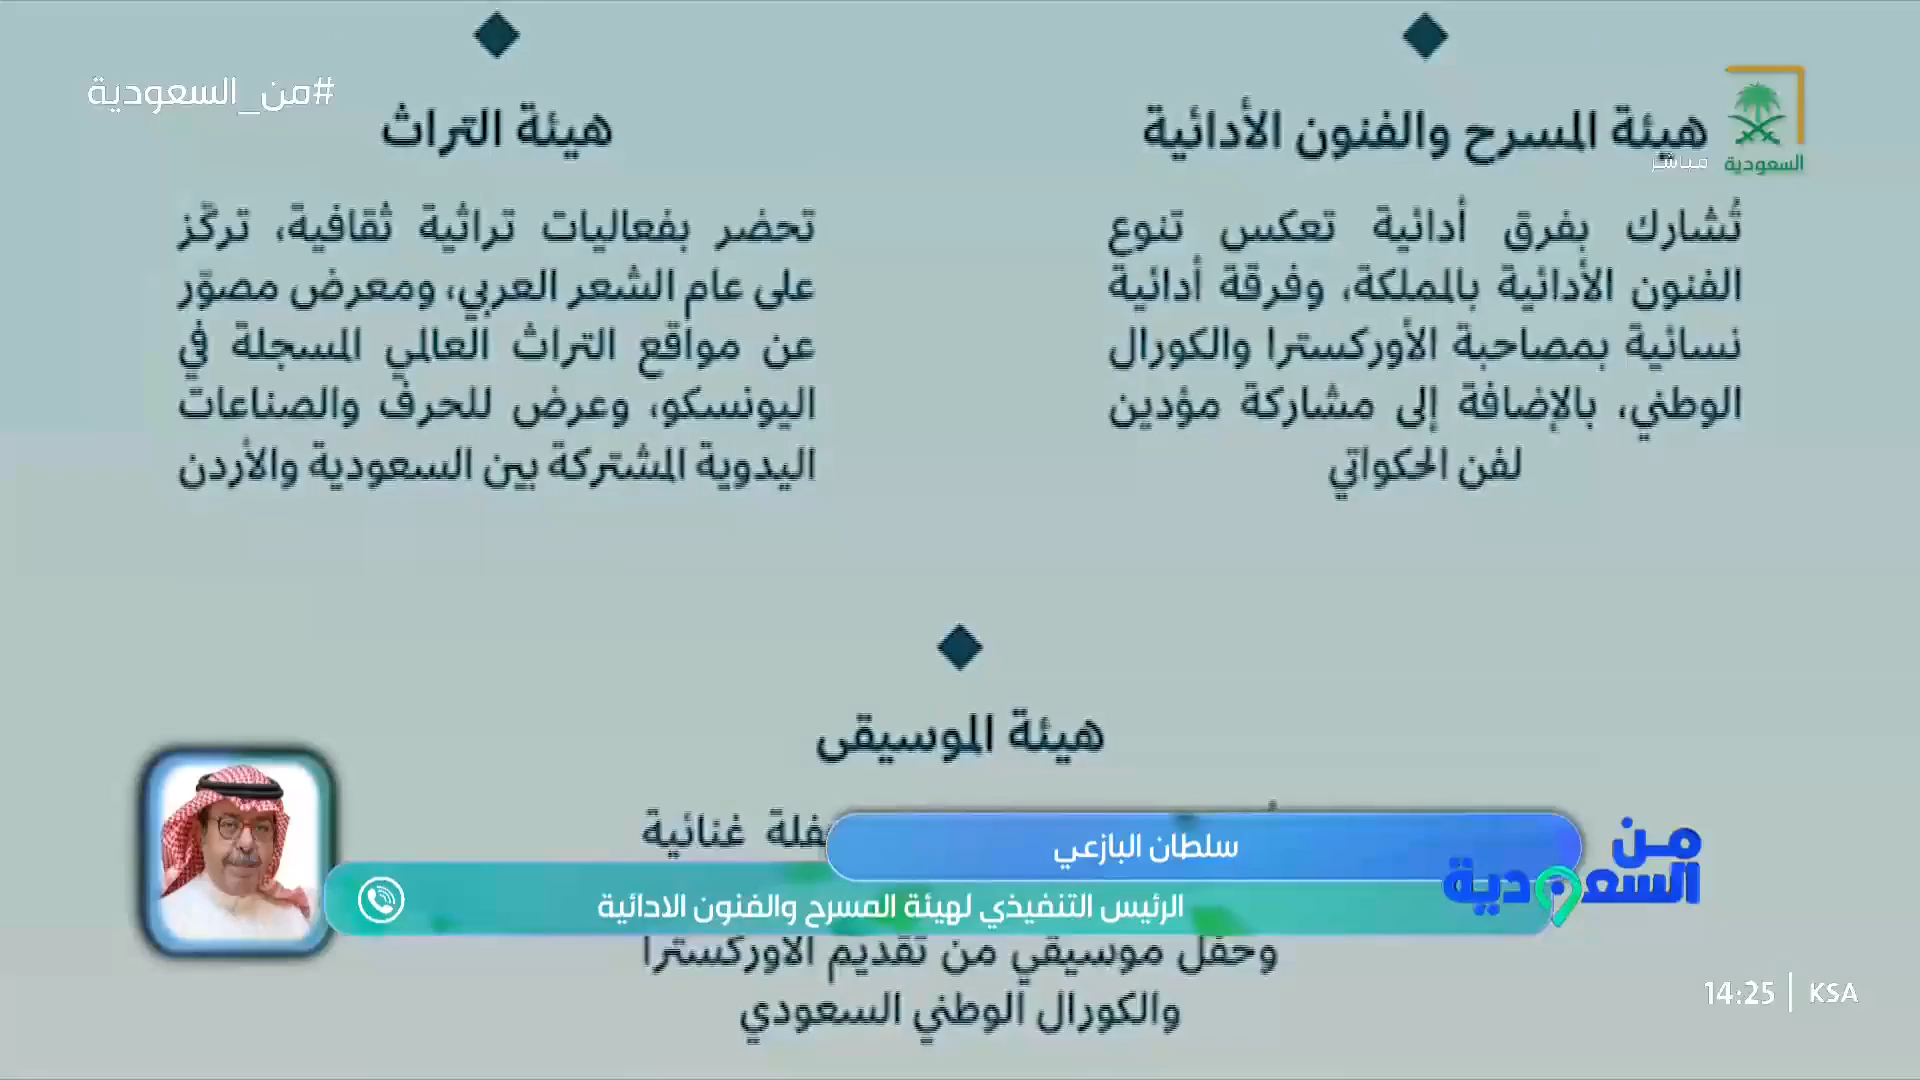 #من_السعودية
السعودية
مباشر
هيئة المسرح والفنون الأدائية
تُشارك بفرق أدائية تعكس تنوع
الفنون الأدائية بالمملكة، وفرقة أدائية
نسائية بمصاحبة الأوركسترا والكورال
الوطني، بالإضافة إلى مشاركة مؤدين
لفن الحكواتي
هيئة التراث
تحضر بفعاليات تراثية ثقافية، تركّز
على عام الشعر العربي، ومعرض مصوّر
عن مواقع التراث العالمي المسجلة في
اليونسكو، وعرض للحرف والصناعات
اليدوية المشتركة بين السعودية والأردن
هيئة الموسيقى
غنائية
وحفل موسيقي من تقديم الاوركسترا
والكورال الوطني السعودي
سلطان البازعي
الرئيس التنفيذي لهيئة المسرح والفنون الادائية
من
السعودية
14:25 | KSA